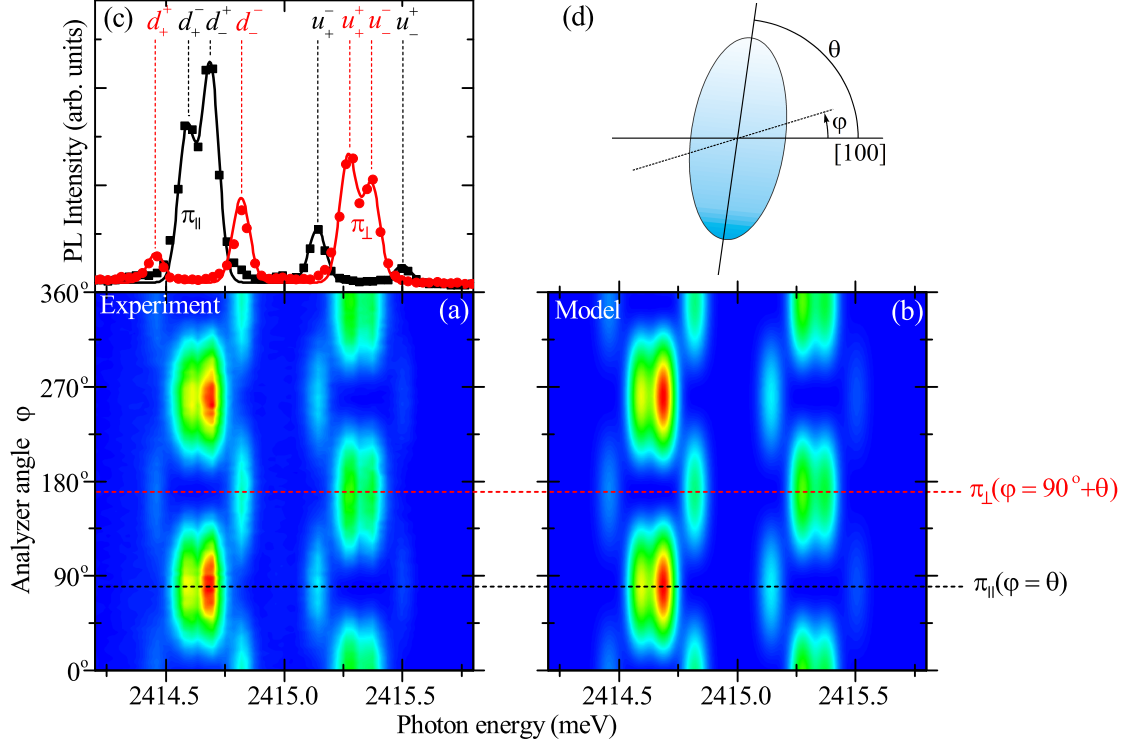 (c)
d₊⁺ d₊⁻ d₋⁺ d₋⁻ u₊⁻ u₊⁺ u₋⁻ u₋⁺
PL Intensity (arb. units)
π∥
π⊥
(d)
θ
φ
[100]
Experiment (a)
Model (b)
360°
270°
180°
90°
0°
Analyzer angle φ
π⊥(φ = 90° + θ)
π∥(φ = θ)
2414.5 2415.0 2415.5
2414.5 2415.0 2415.5
Photon energy (meV)